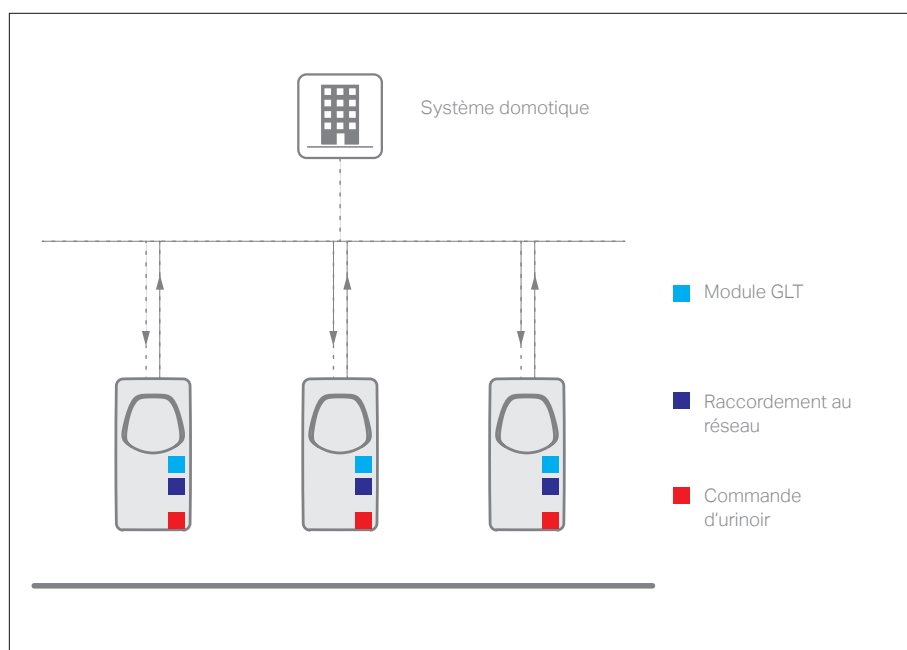 Système domotique
Module GLT
Raccordement au
réseau
Commande
d'urinoir